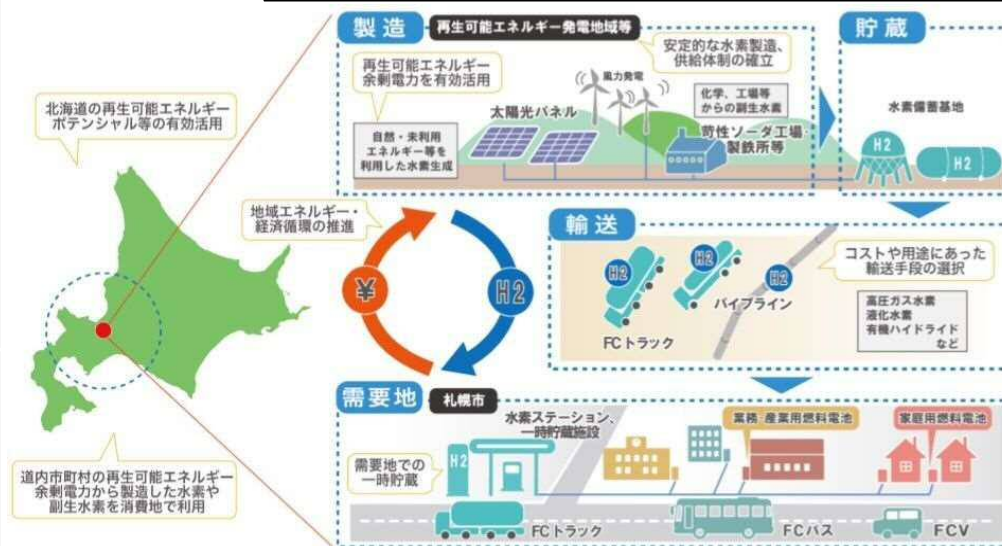 製造
再生可能エネルギー発電地域等
貯蔵
安定的な水素製造、
供給体制の確立
再生可能エネルギー
余剰電力を有効活用
風力発電
北海道の再生可能エネルギー
ポテンシャル等の有効活用
化学、工場等
からの副生水素
水素備蓄基地
太陽光パネル
自然・未利用
エネルギー等を
利用した水素生成
苛性ソーダ工場・
製鉄所等
H2
H2
地域エネルギー・
経済循環の推進
輸送
コストや用途にあった
輸送手段の選択
H2
H2
H2
¥
H2
パイプライン
高圧ガス水素
液化水素
有機ハイドライド
など
FCトラック
需要地
札幌市
水素ステーション、
一時貯蔵施設
業務・産業用燃料電池
家庭用燃料電池
需要地での
一時貯蔵
H2
道内市町村の再生可能エネルギー
余剰電力から製造した水素や
副生水素を消費地で利用
FCトラック
FCバス
FCV